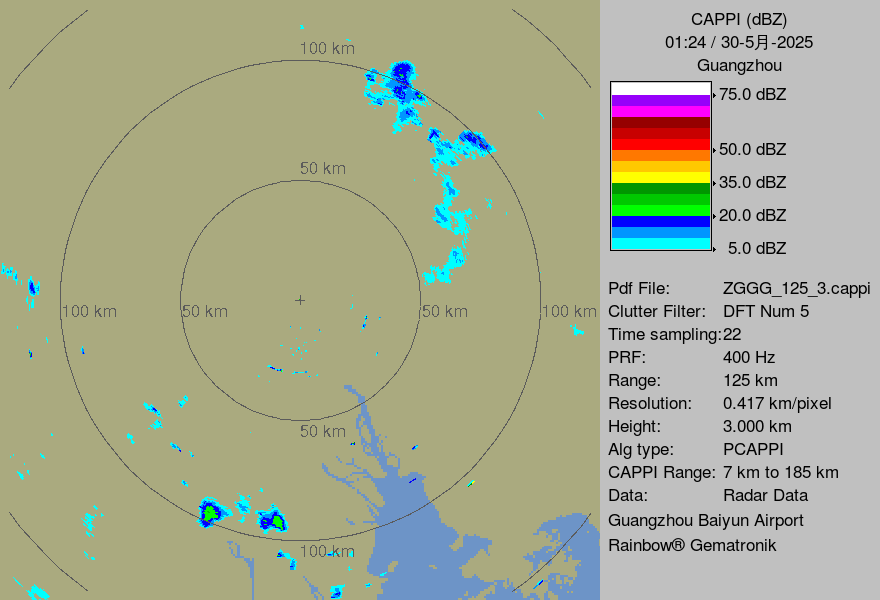 100 km
50 km
100 km
50 km
50 km
100 km
50 km
100 km
CAPPI (dBZ)
01:24 / 30-5月-2025
Guangzhou
75.0 dBZ
50.0 dBZ
35.0 dBZ
20.0 dBZ
5.0 dBZ
Pdf File: ZGGG_125_3.cappi
Clutter Filter: DFT Num 5
Time sampling:22
PRF: 400 Hz
Range: 125 km
Resolution: 0.417 km/pixel
Height: 3.000 km
Alg type: PCAPPI
CAPPI Range: 7 km to 185 km
Data: Radar Data
Guangzhou Baiyun Airport
Rainbow® Gematronik